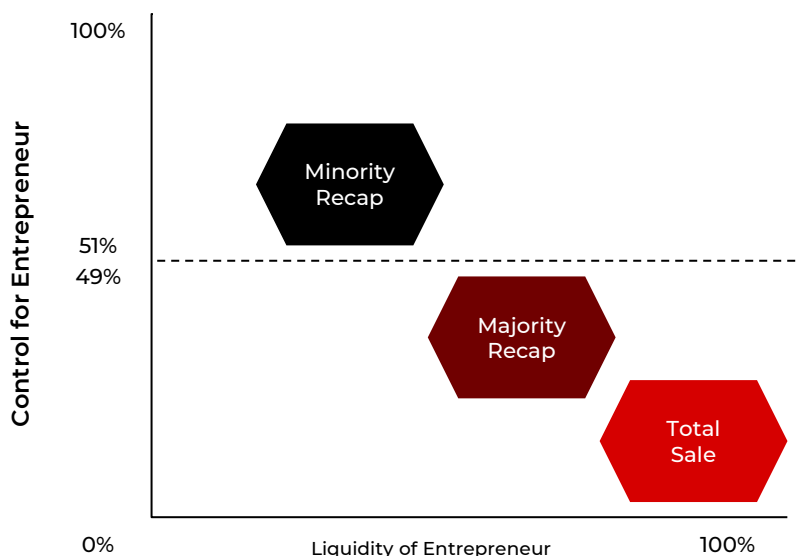 100%
Control for Entrepreneur
Minority
Recap
51%
49%
Majority
Recap
Total
Sale
0%
Liquidity of Entrepreneur
100%